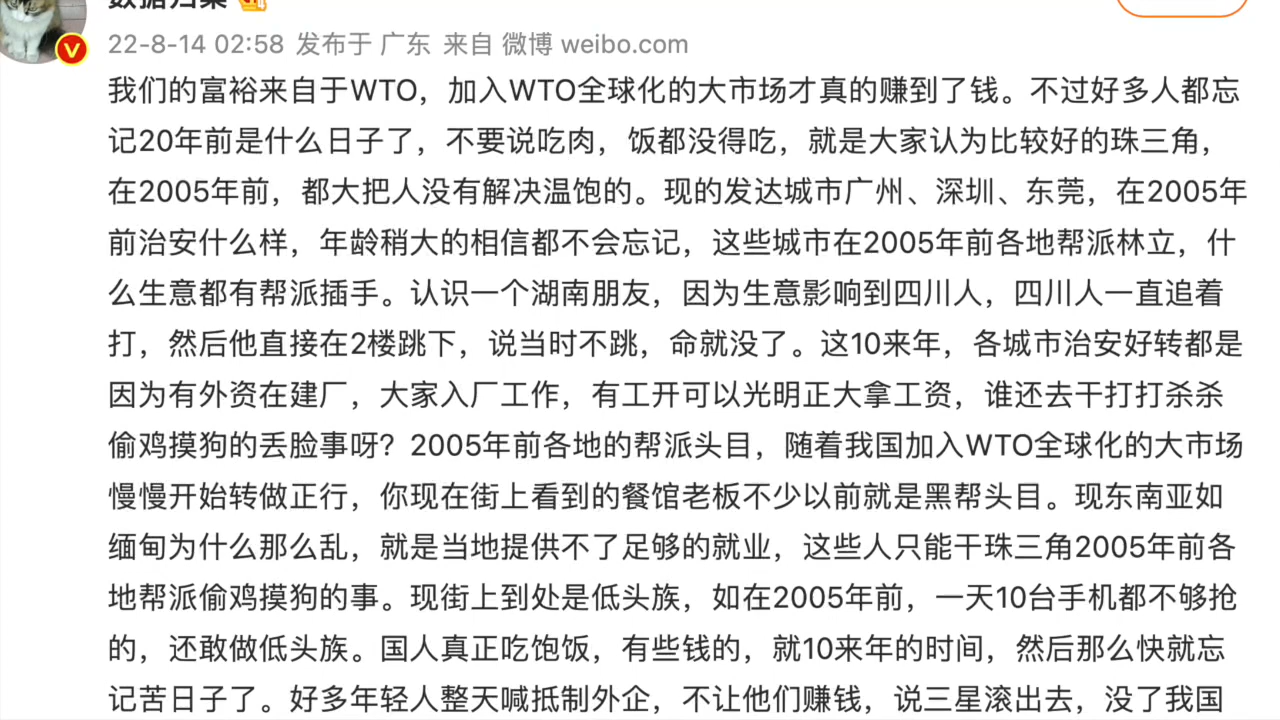 数据归集
22-8-14 02:58 发布于 广东 来自 微博 weibo.com
我们的富裕来自于WTO，加入WTO全球化的大市场才真的赚到了钱。不过好多人都忘
记20年前是什么日子了，不要说吃肉，饭都没得吃，就是大家认为比较好的珠三角，
在2005年前，都大把人没有解决温饱的。现的发达城市广州、深圳、东莞，在2005年
前治安什么样，年龄稍大的相信都不会忘记，这些城市在2005年前各地帮派林立，什
么生意都有帮派插手。认识一个湖南朋友，因为生意影响到四川人，四川人一直追着
打，然后他直接在2楼跳下，说当时不跳，命就没了。这10来年，各城市治安好转都是
因为有外资在建厂，大家入厂工作，有工开可以光明正大拿工资，谁还去干打打杀杀
偷鸡摸狗的丢脸事呀？2005年前各地的帮派头目，随着我国加入WTO全球化的大市场
慢慢开始转做正行，你现在街上看到的餐馆老板不少以前就是黑帮头目。现东南亚如
缅甸为什么那么乱，就是当地提供不了足够的就业，这些人只能干珠三角2005年前各
地帮派偷鸡摸狗的事。现街上到处是低头族，如在2005年前，一天10台手机都不够抢
的，还敢做低头族。国人真正吃饱饭，有些钱的，就10来年的时间，然后那么快就忘
记苦日子了。好多年轻人整天喊抵制外企，不让他们赚钱，说三星滚出去，没了我国